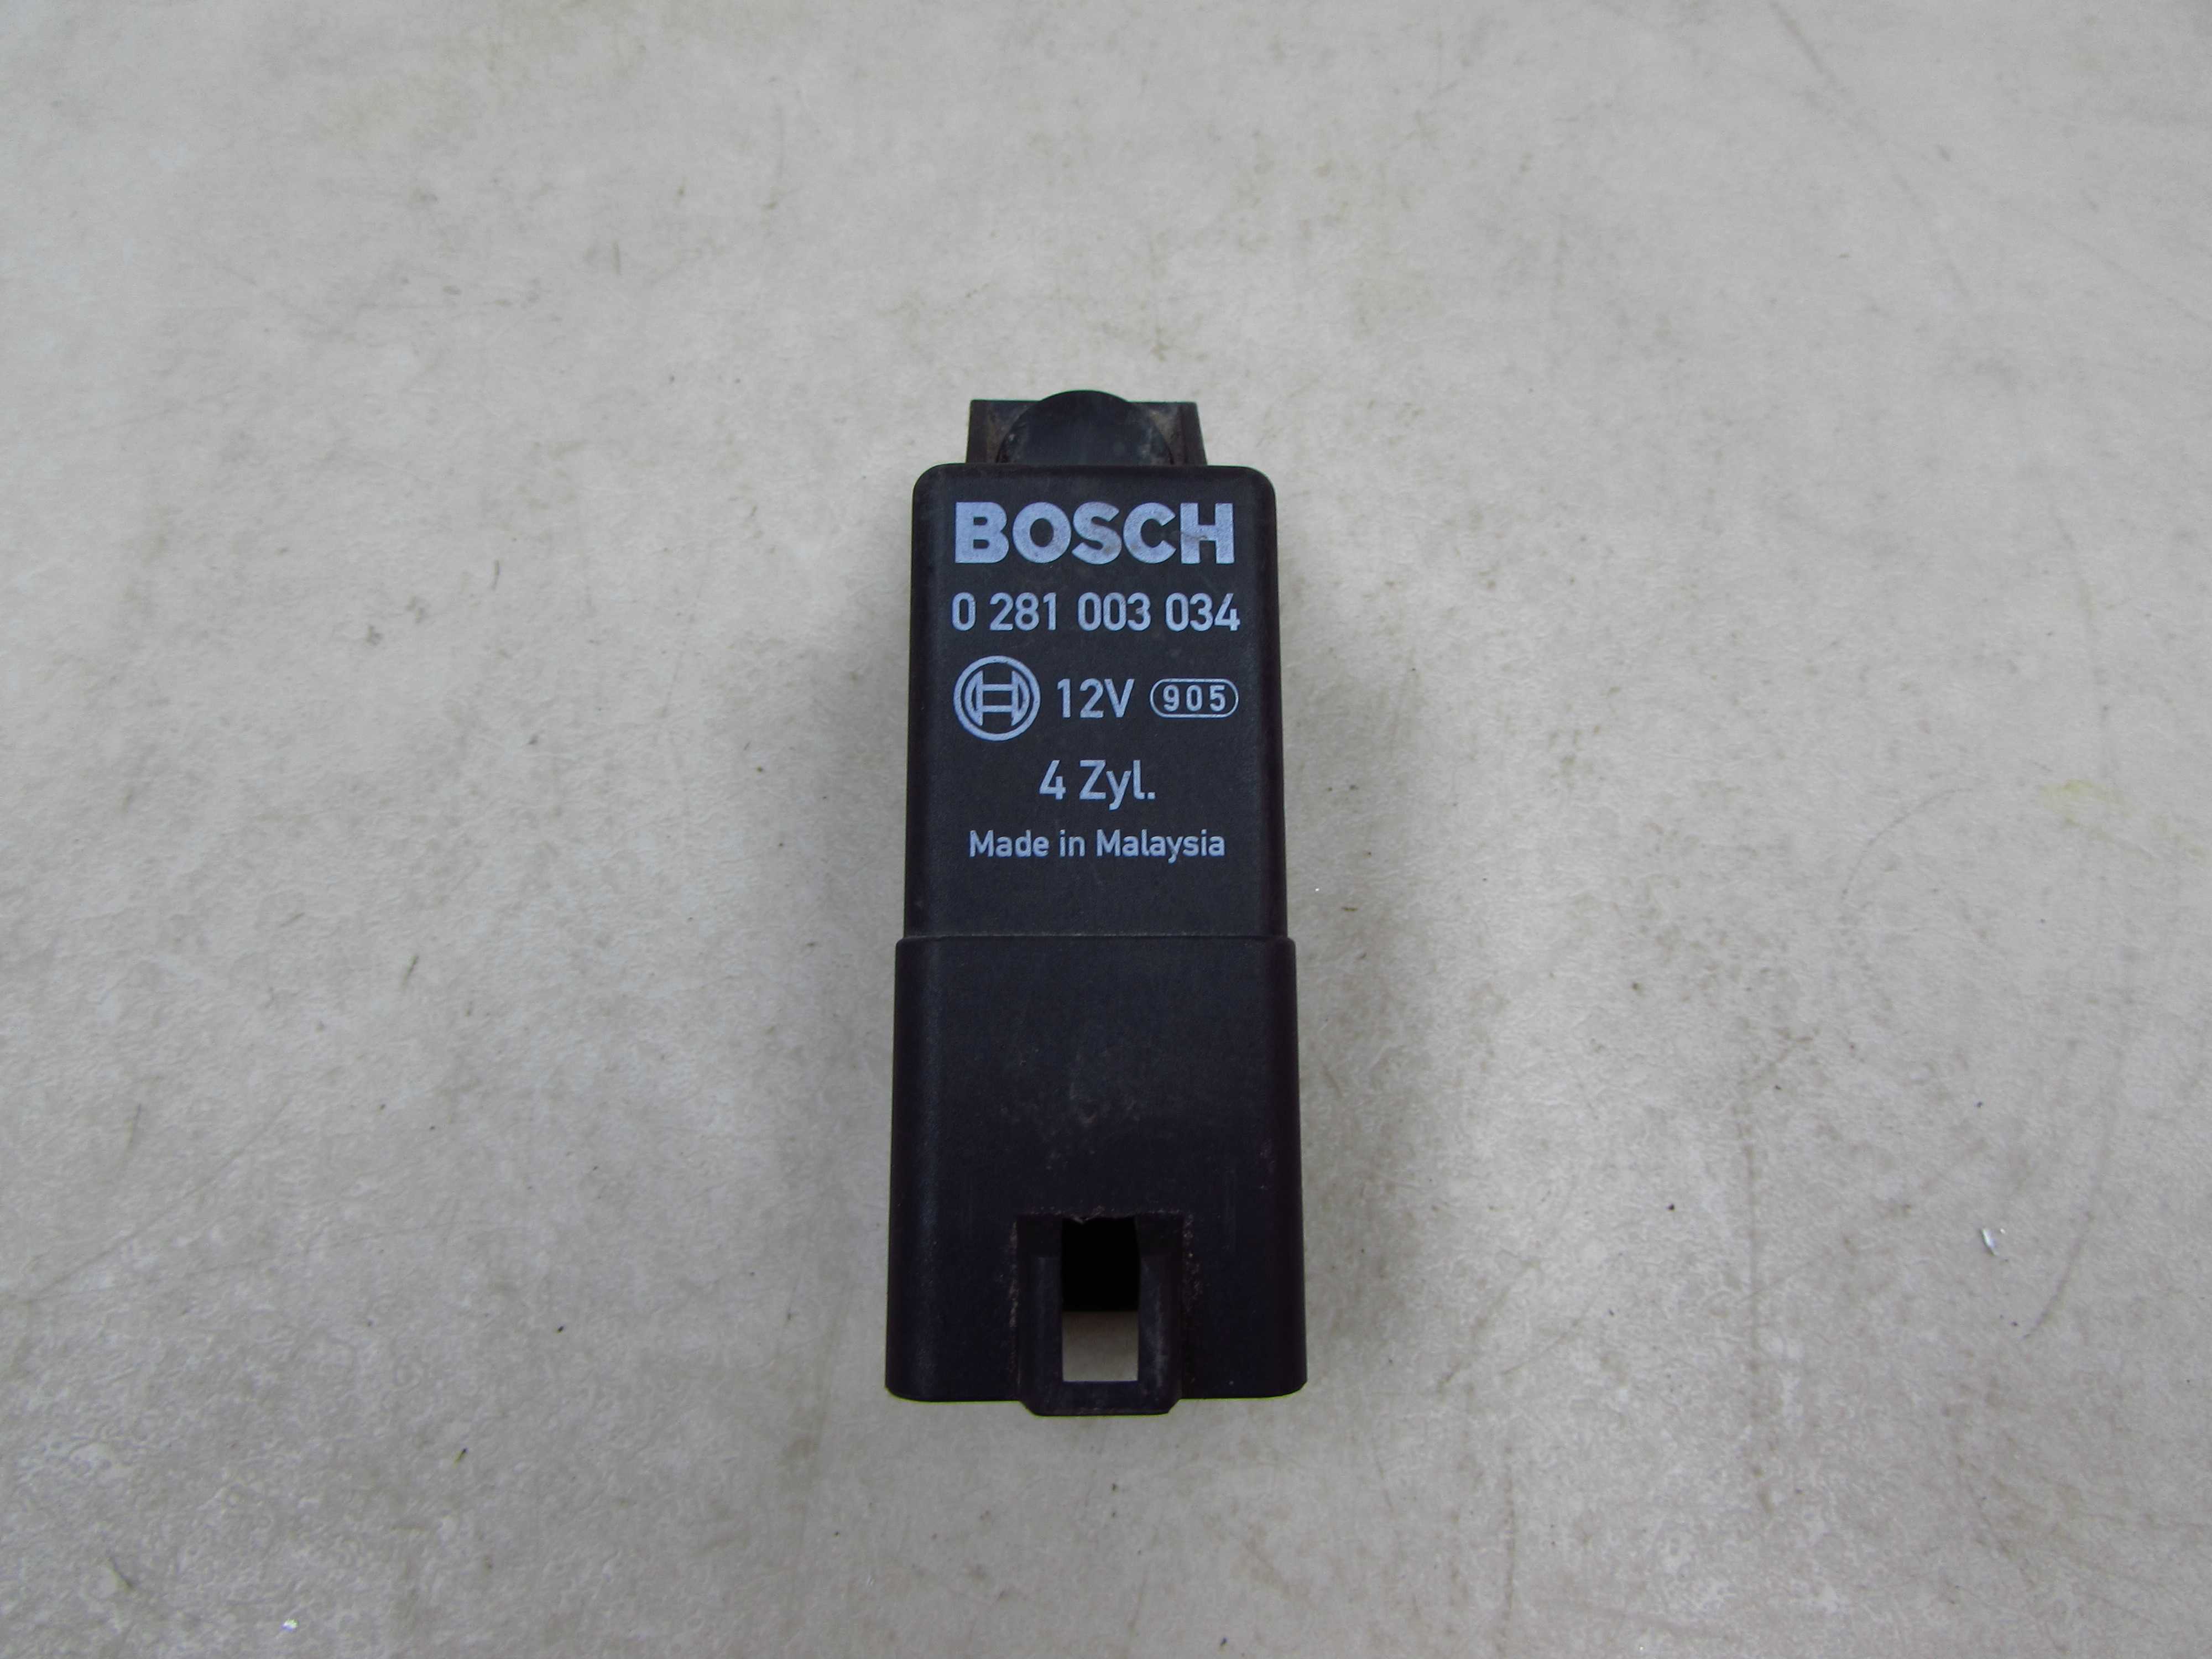 BOSCH
0 281 003 034
12V 905
4 Zyl.
Made in Malaysia